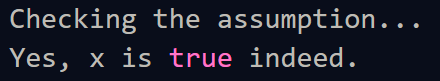 Checking the assumption...
Yes, x is true indeed.